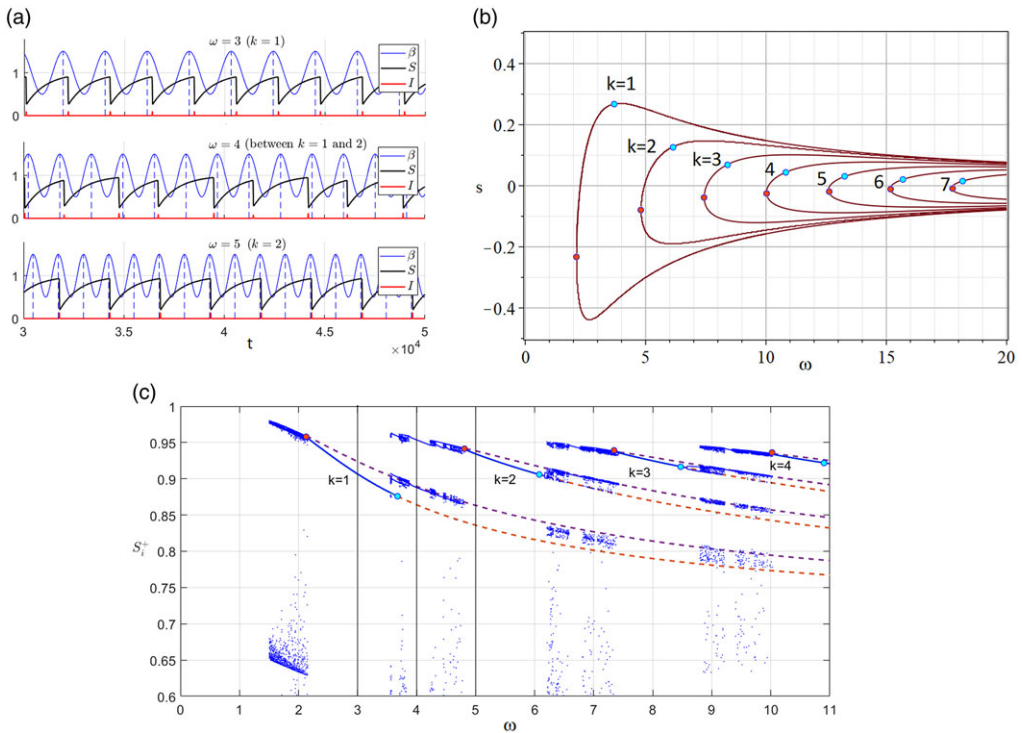 (a)
ω = 3 (k = 1)
β
S
I
1
0
ω = 4 (between k = 1 and 2)
β
S
I
1
0
ω = 5 (k = 2)
β
S
I
1
0
3 3.5 4 4.5 5
t
×10⁴
(b)
0.4
0.2
s 0
−0.2
−0.4
k=1
k=2
k=3
4
5
6
7
0 5 10 15 20
ω
(c)
1
0.95
0.9
0.85
0.8
0.75
0.7
0.65
0.6
k=1
k=2
k=3
k=4
0 1 2 3 4 5 6 7 8 9 10 11
ω